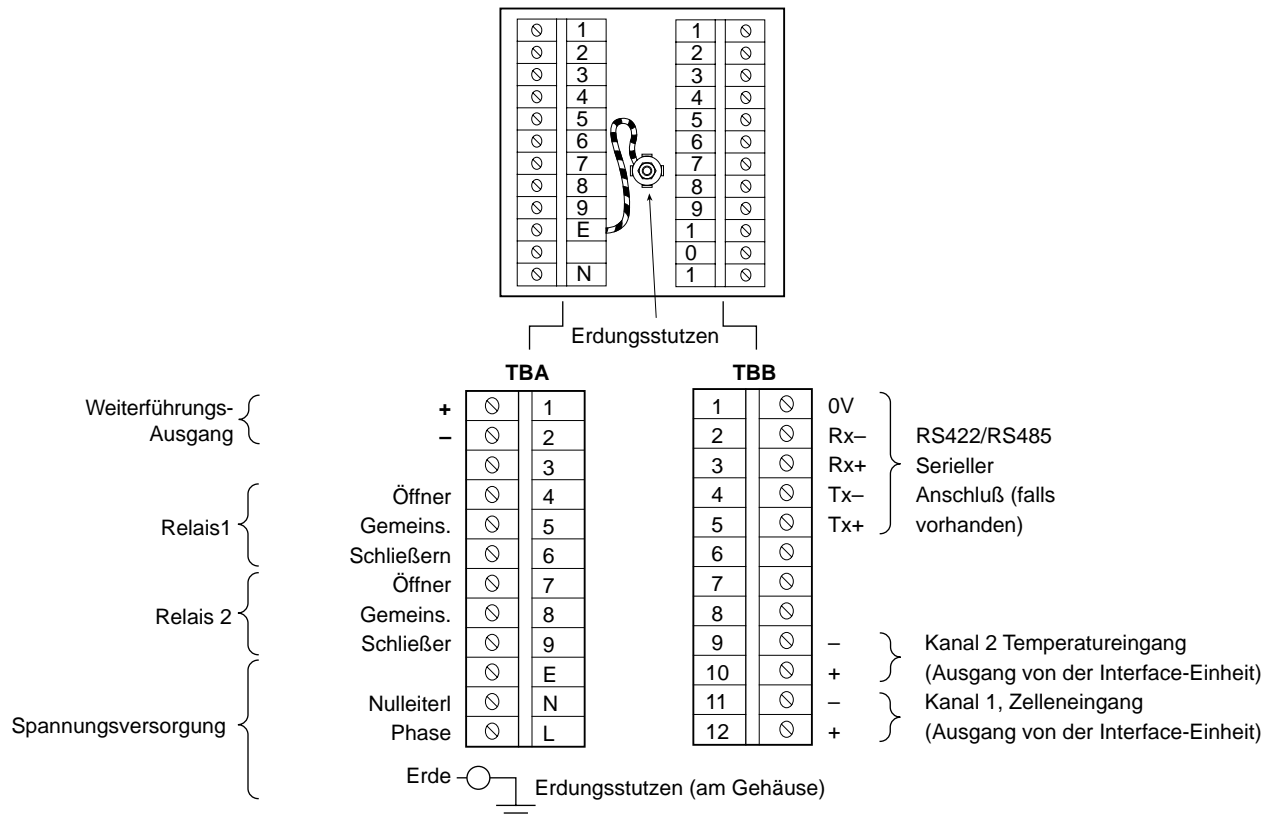 1 1
2 2
3 3
4 4
5 5
6 6
7 7
8 8
9 9
E 1
0
N 1
Erdungsstutzen
TBA TBB
Weiterführungs-
Ausgang
+ 1
– 2
3
Relais1
Öffner 4
Gemeins. 5
Schließern 6
Relais 2
Öffner 7
Gemeins. 8
Schließer 9
Spannungsversorgung
E
Nulleiterl N
Phase L
Erde
Erdungsstutzen (am Gehäuse)
1 0V
2 Rx–
3 Rx+
4 Tx–
5 Tx+
RS422/RS485
Serieller
Anschluß (falls
vorhanden)
6
7
8
9 – Kanal 2 Temperatureingang
10 + (Ausgang von der Interface-Einheit)
11 – Kanal 1, Zelleneingang
12 + (Ausgang von der Interface-Einheit)